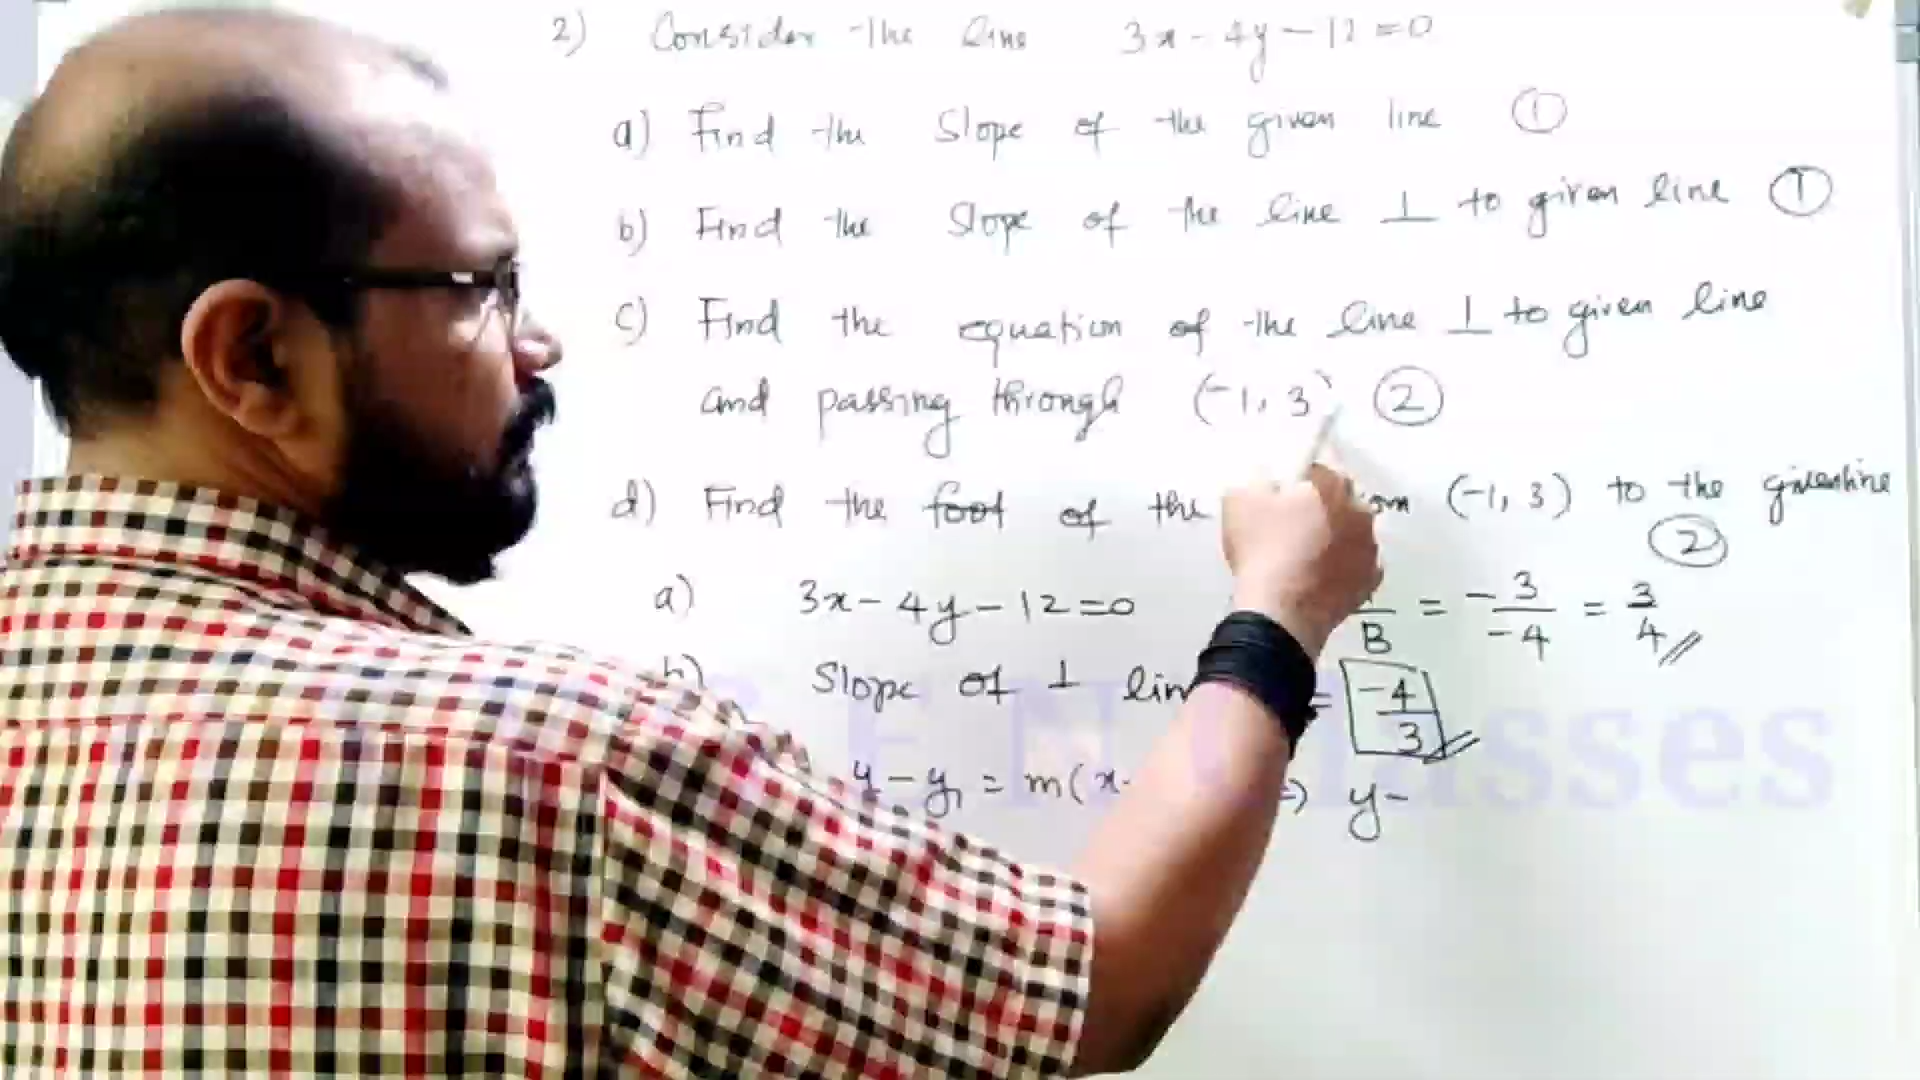 2) Consider the line 3x - 4y - 12 = 0
a) Find the slope of the given line ①
b) Find the slope of the line ⊥ to given line ①
c) Find the equation of the line ⊥ to given line
and passing through (-1, 3) ②
d) Find the foot of the (-1, 3) to the given line
②
a) 3x - 4y - 12 = 0 B = -3/-4 = 3/4 //
b) Slope of ⊥ = -4/3 //
y - y₁ = m(x- ⇒ y -